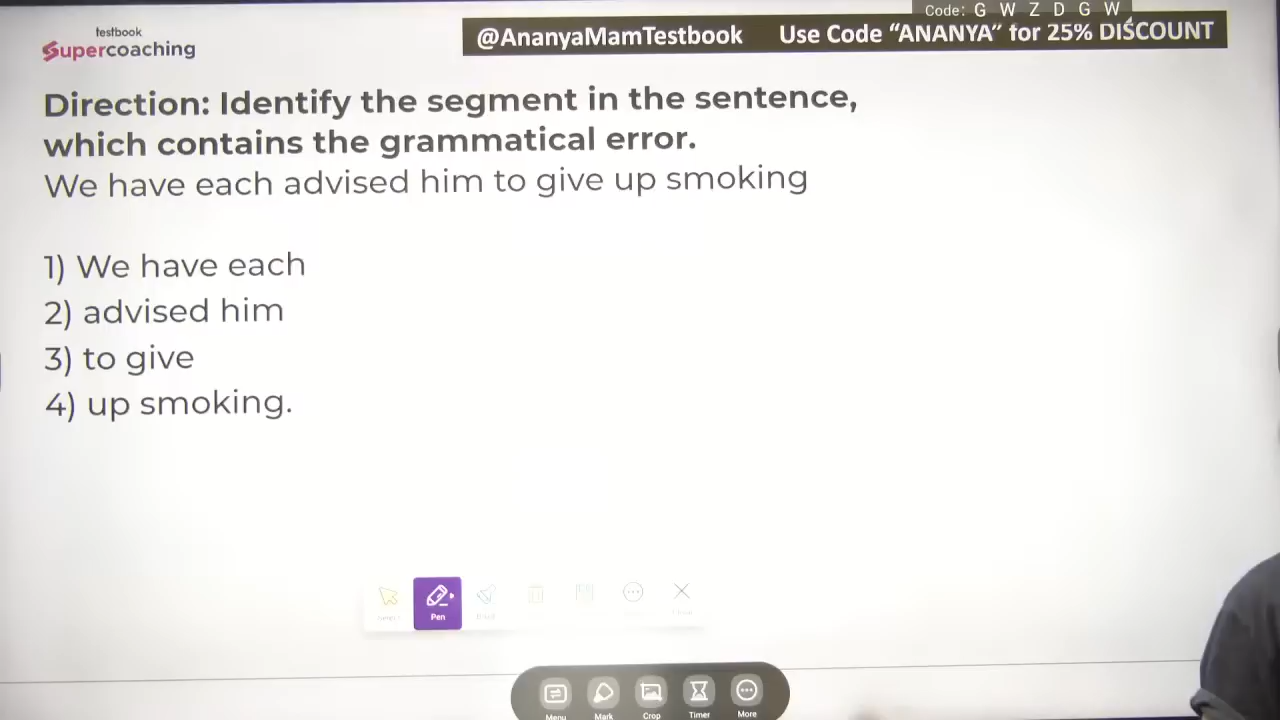 Code: G W Z D G W
testbook
Supercoaching
@AnanyaMamTestbook Use Code “ANANYA” for 25% DISCOUNT
Direction: Identify the segment in the sentence,
which contains the grammatical error.
We have each advised him to give up smoking
1) We have each
2) advised him
3) to give
4) up smoking.
Pen
Menu
Mark
Crop
Timer
More